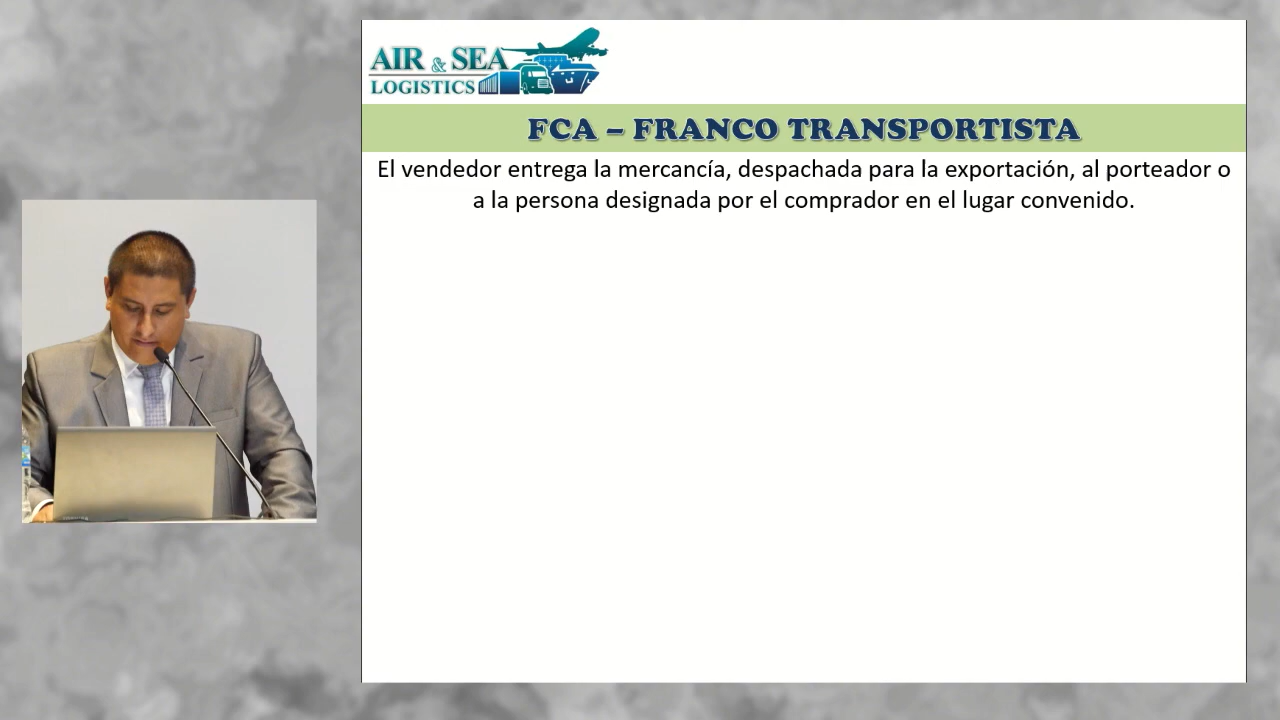 AIR & SEA
LOGISTICS
FCA – FRANCO TRANSPORTISTA
El vendedor entrega la mercancía, despachada para la exportación, al porteador o
a la persona designada por el comprador en el lugar convenido.